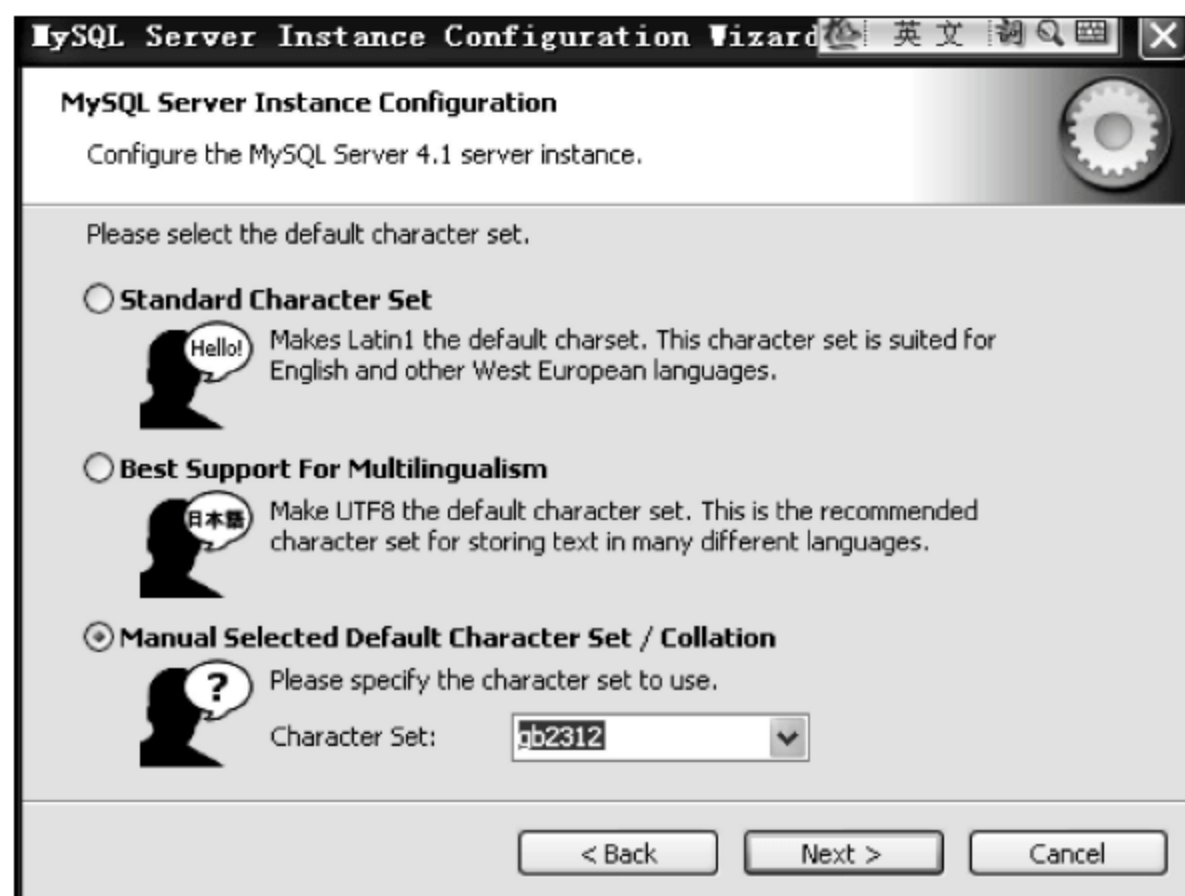 MySQL Server Instance Configuration Wizard
英 文 词
MySQL Server Instance Configuration
Configure the MySQL Server 4.1 server instance.
Please select the default character set.
Standard Character Set
Hello!
Makes Latin1 the default charset. This character set is suited for
English and other West European languages.
Best Support For Multilingualism
日本語
Make UTF8 the default character set. This is the recommended
character set for storing text in many different languages.
Manual Selected Default Character Set / Collation
?
Please specify the character set to use.
Character Set: gb2312
< Back Next > Cancel